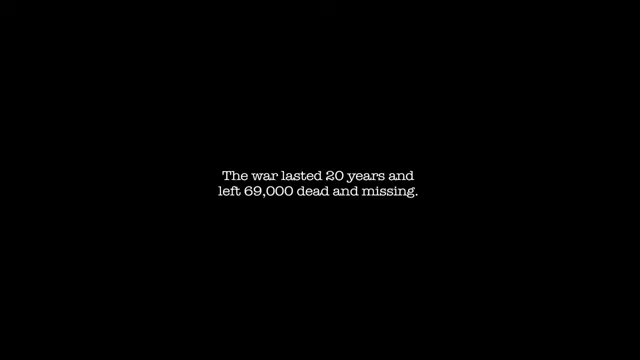 The war lasted 20 years and
left 69,000 dead and missing.